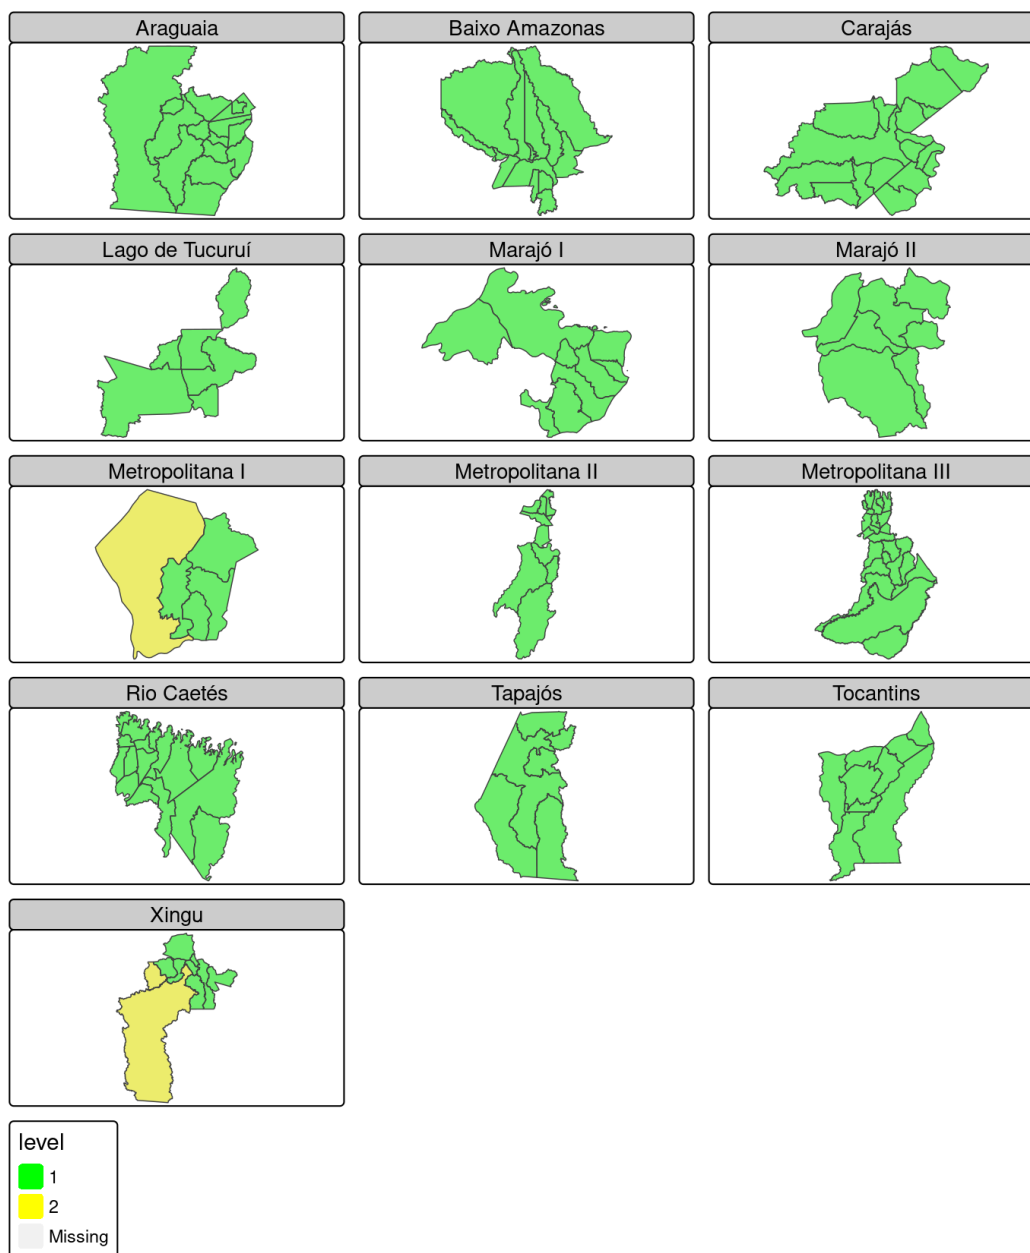 Araguaia
Baixo Amazonas
Carajás
Lago de Tucuruí
Marajó I
Marajó II
Metropolitana I
Metropolitana II
Metropolitana III
Rio Caetés
Tapajós
Tocantins
Xingu
level
1
2
Missing